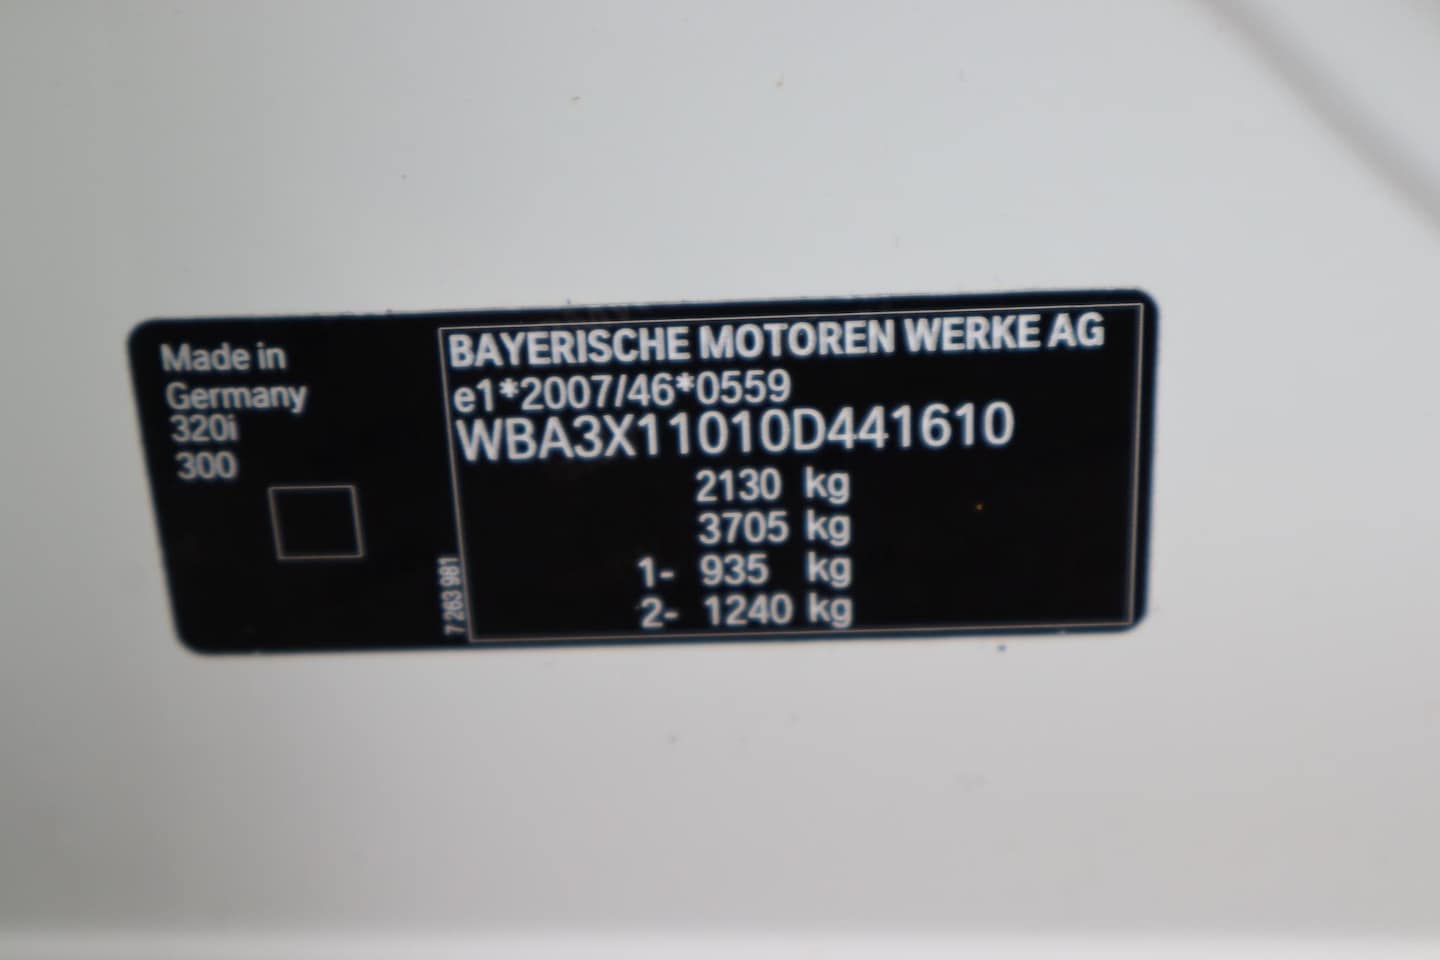 Made in
Germany
320i
300
7 263 981
BAYERISCHE MOTOREN WERKE AG
e1*2007/46*0559
WBA3X11010D441610
2130 kg
3705 kg
1- 935 kg
2- 1240 kg